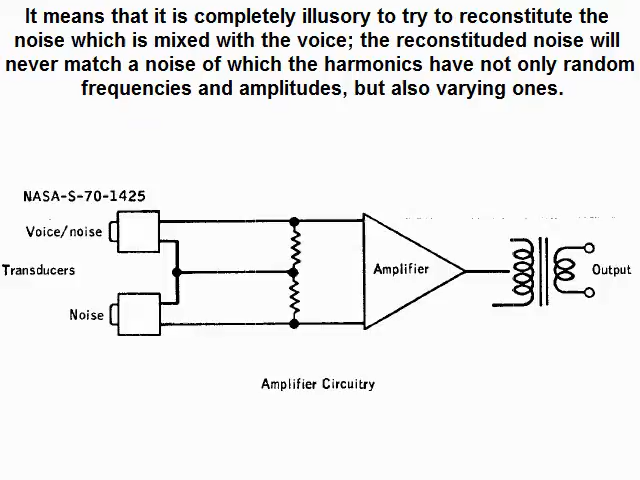 It means that it is completely illusory to try to reconstitute the
noise which is mixed with the voice; the reconstituded noise will
never match a noise of which the harmonics have not only random
frequencies and amplitudes, but also varying ones.
NASA-S-70-1425
Voice/noise
Transducers
Amplifier
Output
Noise
Amplifier Circuitry